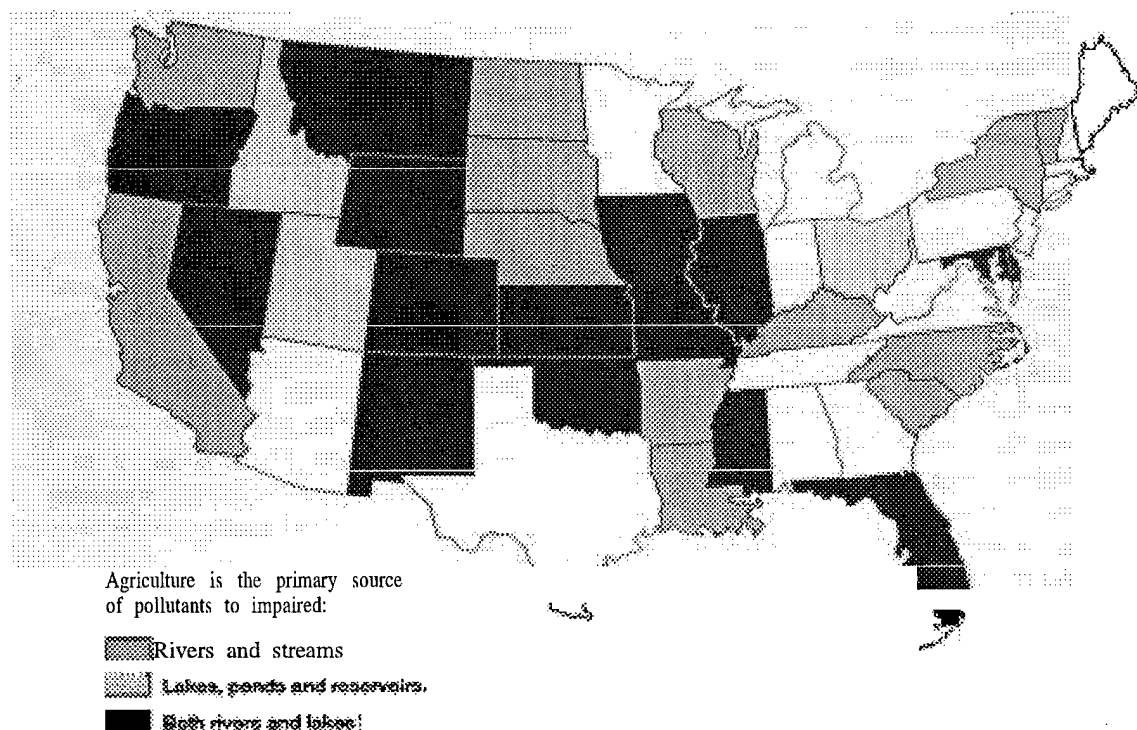 Agriculture is the primary source
of pollutants to impaired:
Rivers and streams
Lakes, ponds and reservoirs.
Both rivers and lakes